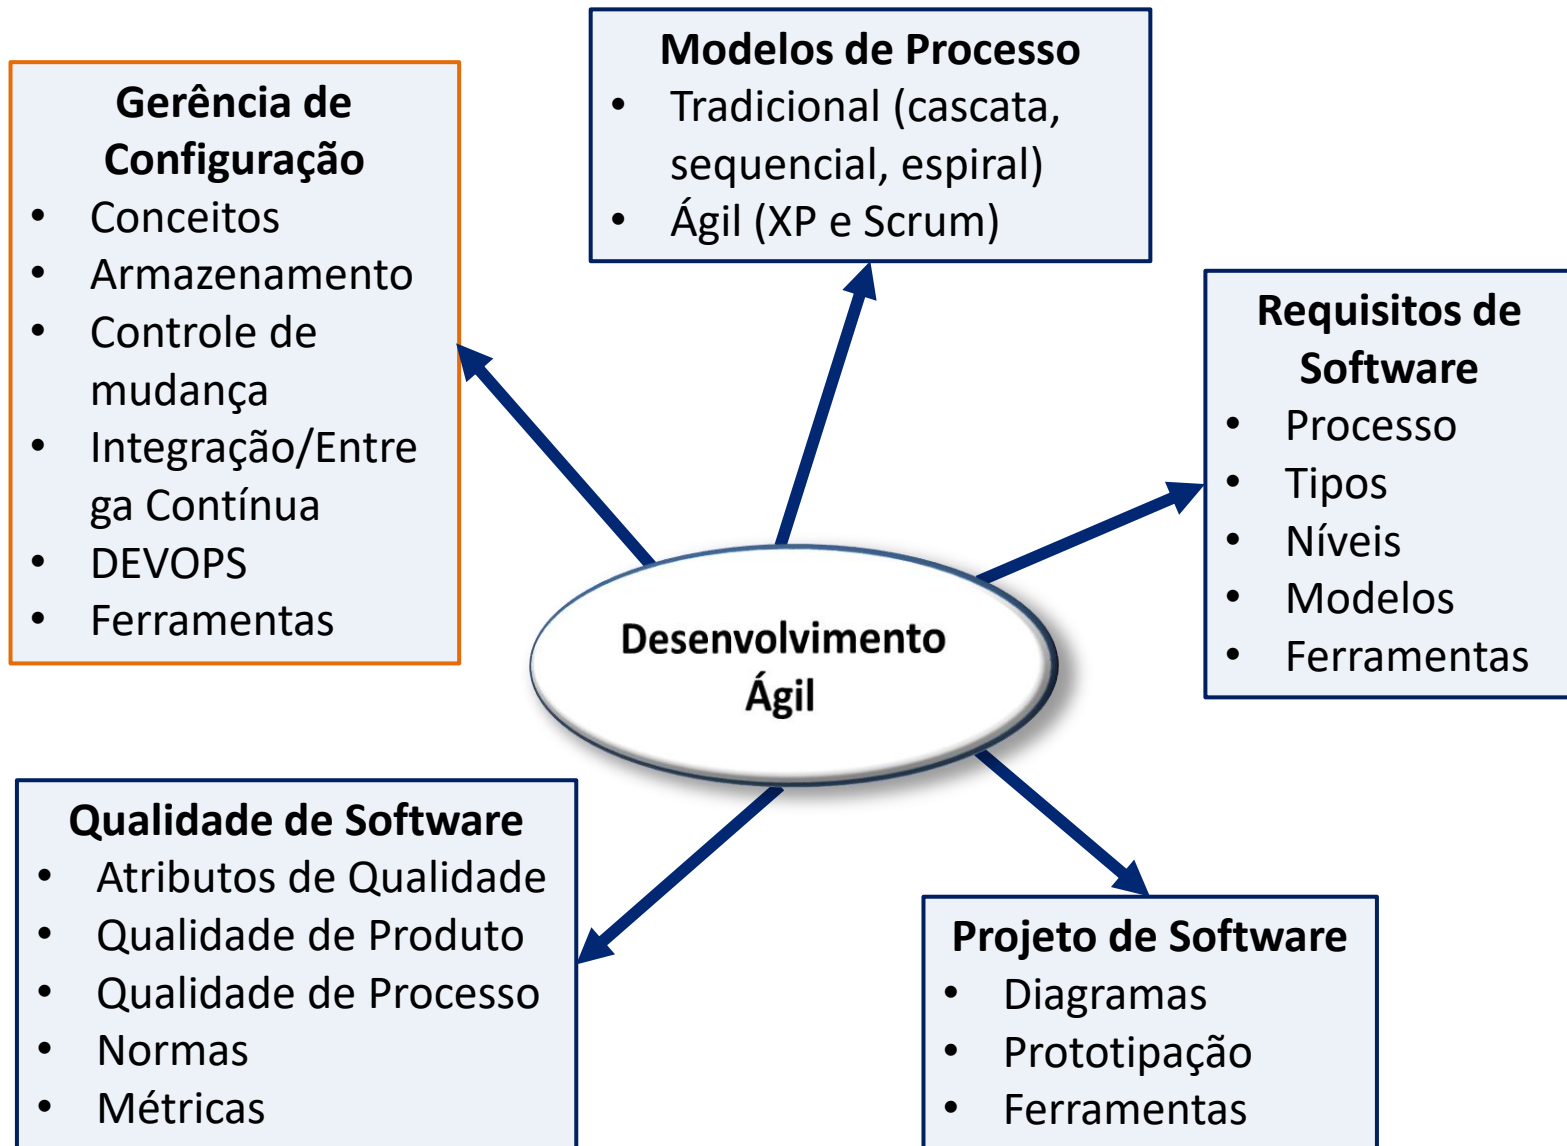 Gerência de
Configuração
• Conceitos
• Armazenamento
• Controle de
mudança
• Integração/Entre
ga Contínua
• DEVOPS
• Ferramentas
Modelos de Processo
• Tradicional (cascata,
sequencial, espiral)
• Ágil (XP e Scrum)
Requisitos de
Software
• Processo
• Tipos
• Níveis
• Modelos
• Ferramentas
Desenvolvimento
Ágil
Qualidade de Software
• Atributos de Qualidade
• Qualidade de Produto
• Qualidade de Processo
• Normas
• Métricas
Projeto de Software
• Diagramas
• Prototipação
• Ferramentas